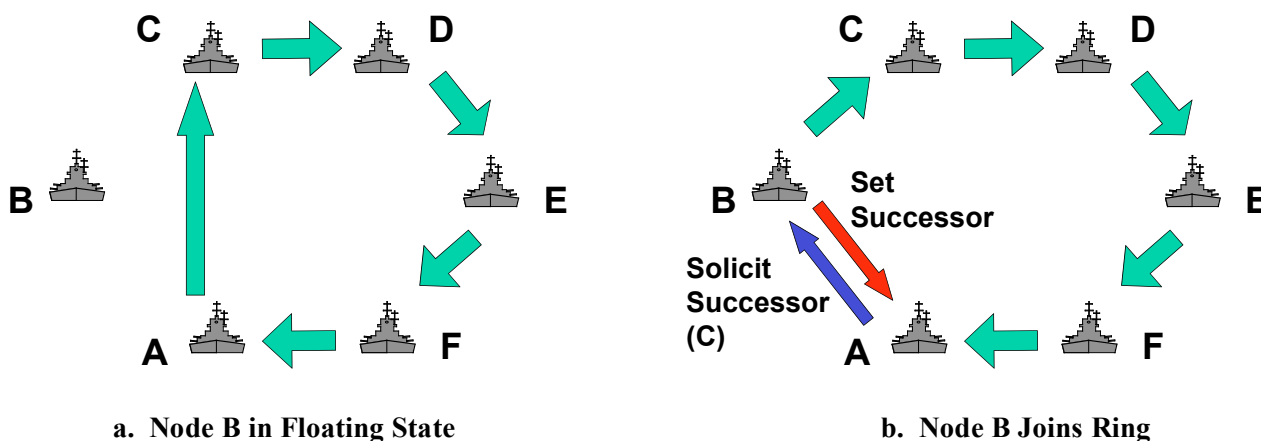 C
D
B
E
A
F
a. Node B in Floating State
C
D
B
Set
Successor
E
Solicit
Successor
(C)
A
F
b. Node B Joins Ring